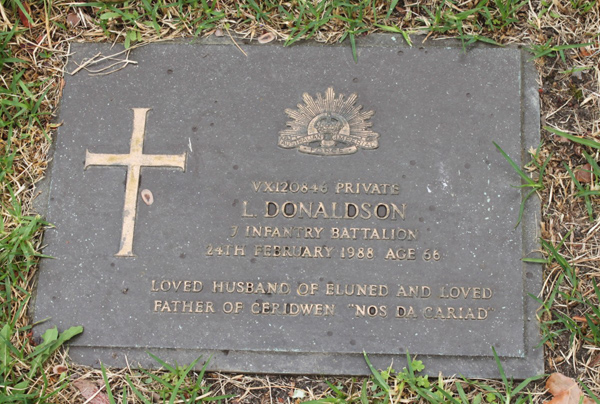 VX120846 PRIVATE
L. DONALDSON
7 INFANTRY BATTALION
24TH FEBRUARY 1988 AGE 66
LOVED HUSBAND OF ELUNED AND LOVED
FATHER OF CERIDWEN. "NOS DA CARIAD"